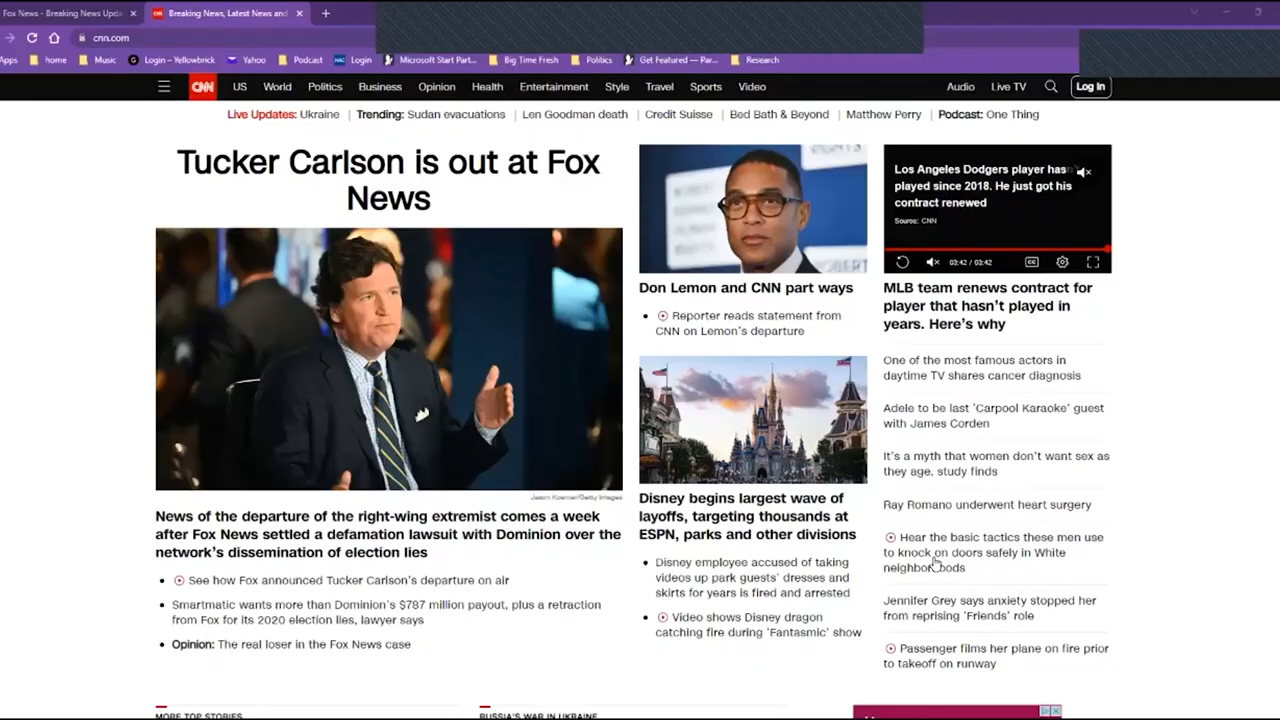 Fox News - Breaking News Upda
CNN Breaking News, Latest News and
cnn.com
Apps home Music Login – Yellowbrick Yahoo Podcast HAC Login Microsoft Start Part... Big Time Fresh Politics Get Featured — Par... Research
CNN US World Politics Business Opinion Health Entertainment Style Travel Sports Video Audio Live TV Log In
Live Updates: Ukraine | Trending: Sudan evacuations | Len Goodman death | Credit Suisse | Bed Bath & Beyond | Matthew Perry | Podcast: One Thing
Tucker Carlson is out at Fox
News
Jason Koerner/Getty Images
News of the departure of the right-wing extremist comes a week
after Fox News settled a defamation lawsuit with Dominion over the
network's dissemination of election lies
• See how Fox announced Tucker Carlson's departure on air
• Smartmatic wants more than Dominion's $787 million payout, plus a retraction
from Fox for its 2020 election lies, lawyer says
• Opinion: The real loser in the Fox News case
Don Lemon and CNN part ways
• Reporter reads statement from
CNN on Lemon's departure
Disney begins largest wave of
layoffs, targeting thousands at
ESPN, parks and other divisions
• Disney employee accused of taking
videos up park guests' dresses and
skirts for years is fired and arrested
• Video shows Disney dragon
catching fire during 'Fantasmic' show
Los Angeles Dodgers player hasn'
played since 2018. He just got his
contract renewed
Source: CNN
03:42 / 03:42 CC
MLB team renews contract for
player that hasn't played in
years. Here's why
One of the most famous actors in
daytime TV shares cancer diagnosis
Adele to be last 'Carpool Karaoke' guest
with James Corden
It's a myth that women don't want sex as
they age, study finds
Ray Romano underwent heart surgery
Hear the basic tactics these men use
to knock on doors safely in White
neighborhoods
Jennifer Grey says anxiety stopped her
from reprising 'Friends' role
Passenger films her plane on fire prior
to takeoff on runway
MORE TOP STORIES
RUSSIA'S WAR IN UKRAINE